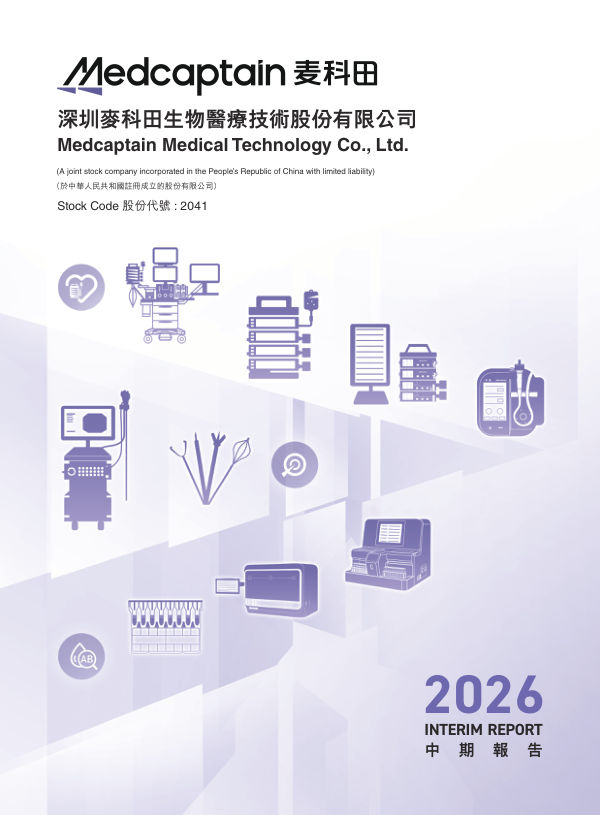 Medcaptain 麦科田
深圳麥科田生物醫療技術股份有限公司
Medcaptain Medical Technology Co., Ltd.
(A joint stock company incorporated in the People's Republic of China with limited liability)
(於中華人民共和國註冊成立的股份有限公司)
Stock Code 股份代號 : 2041
AB
2026
INTERIM REPORT
中期報告